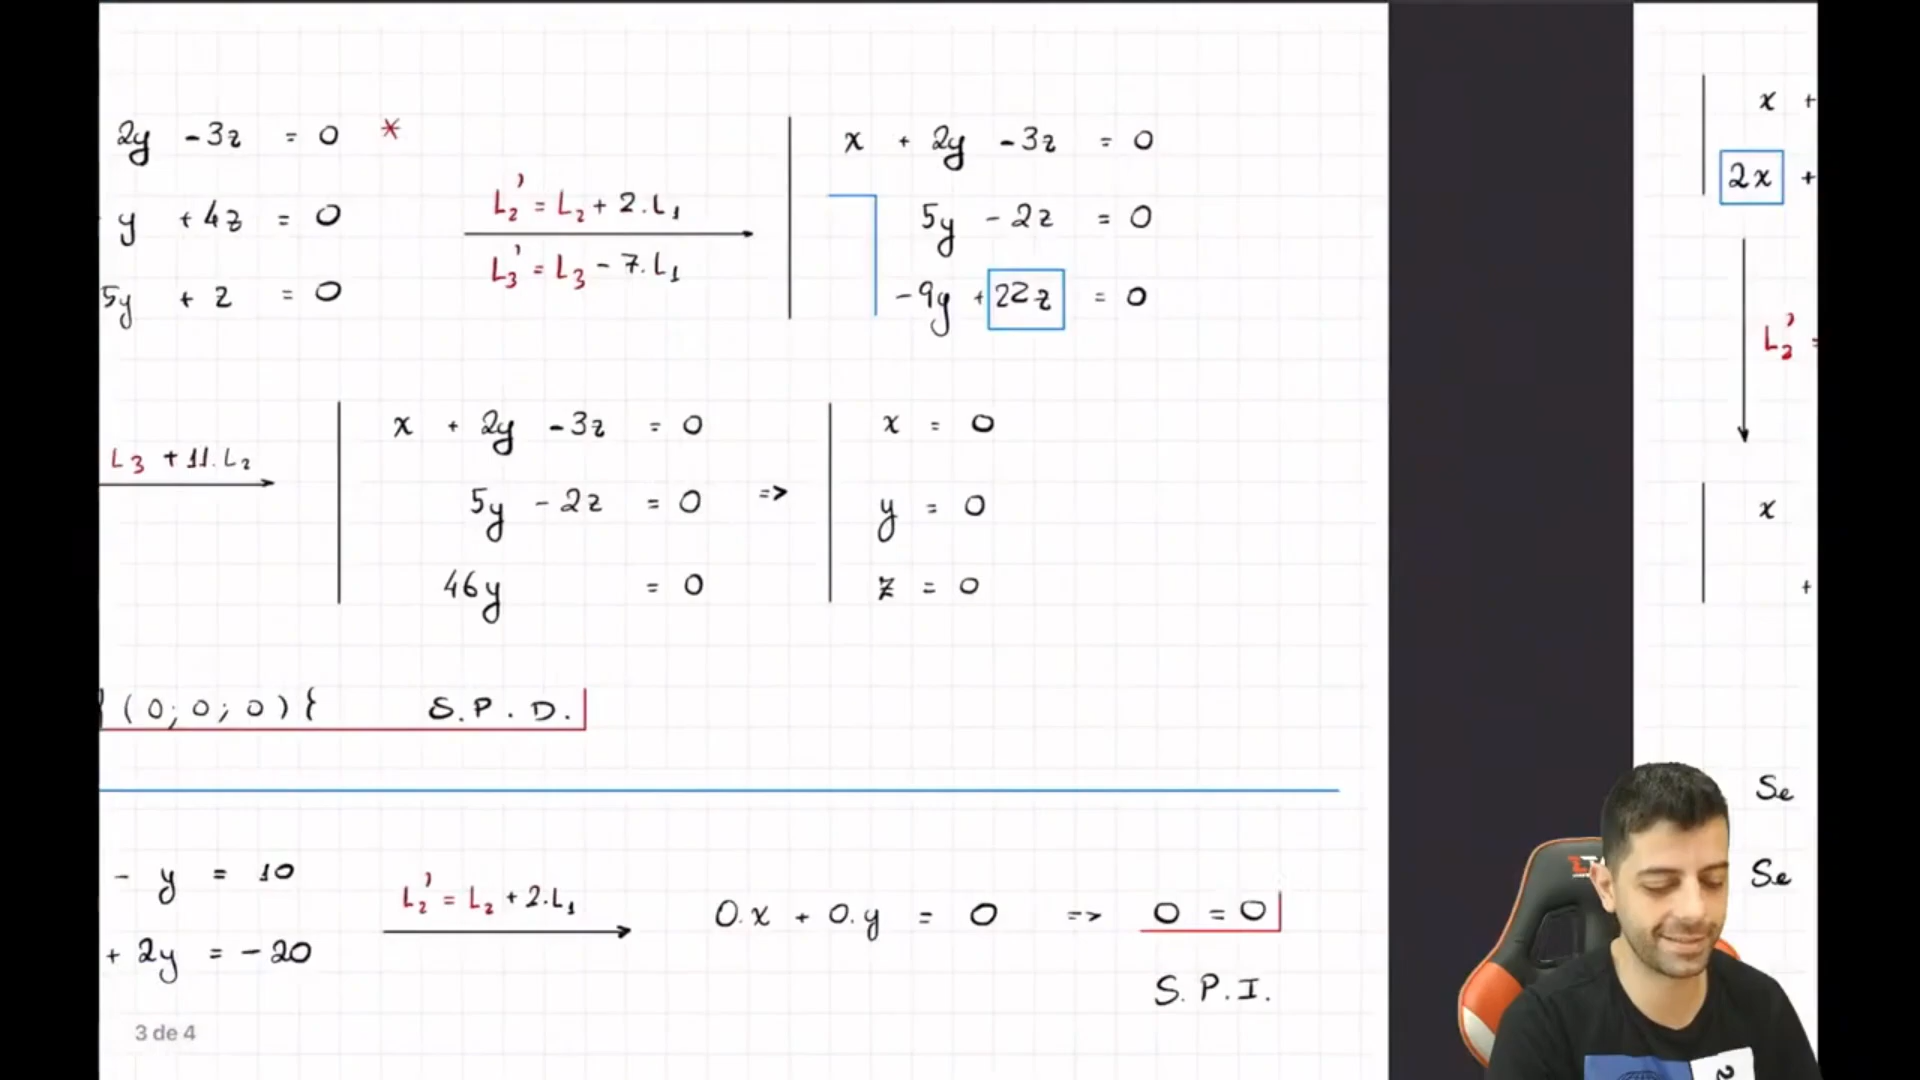 2y - 3z = 0 *
y + 4z = 0
5y + z = 0
L2' = L2 + 2.L1
L3' = L3 - 7.L1
x + 2y - 3z = 0
5y - 2z = 0
-9y + 22z = 0
L3 + 11.L2
x + 2y - 3z = 0
5y - 2z = 0
46y = 0
=>
x = 0
y = 0
z = 0
(0; 0; 0) { S.P.D.
- y = 10
+ 2y = -20
L2' = L2 + 2.L1
0.x + 0.y = 0 => 0 = 0
S.P.I.
3 de 4
x +
2x +
L2' =
x
+
Se
Se